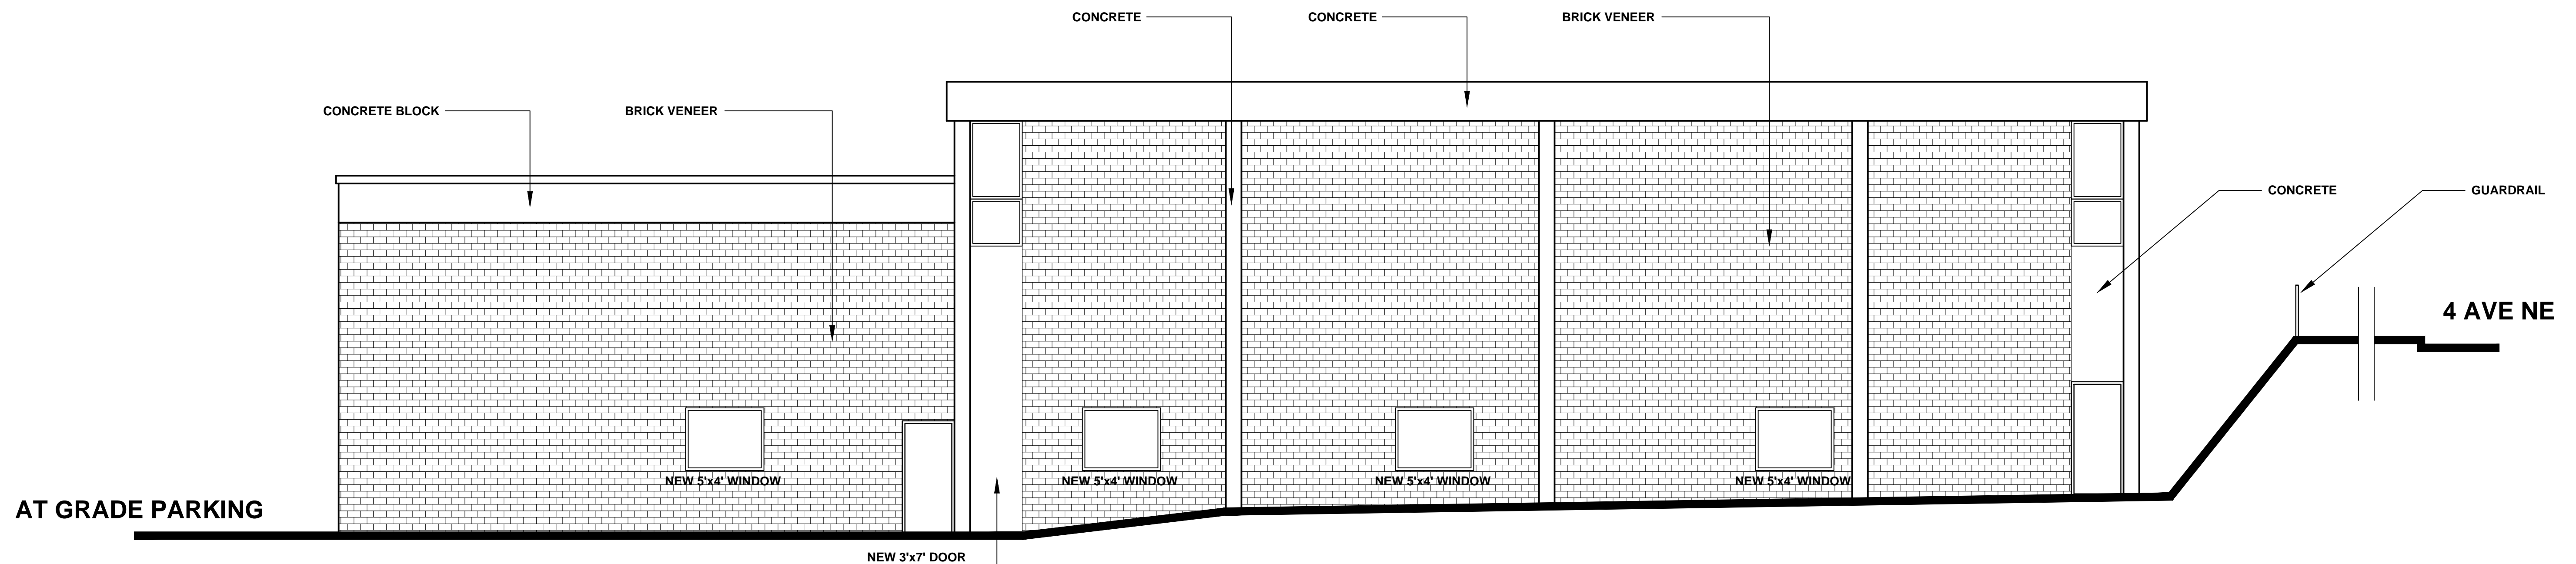 CONCRETE
CONCRETE
BRICK VENEER
CONCRETE BLOCK
BRICK VENEER
CONCRETE
GUARDRAIL
4 AVE NE
NEW 5'x4' WINDOW
NEW 5'x4' WINDOW
NEW 5'x4' WINDOW
NEW 5'x4' WINDOW
AT GRADE PARKING
NEW 3'x7' DOOR